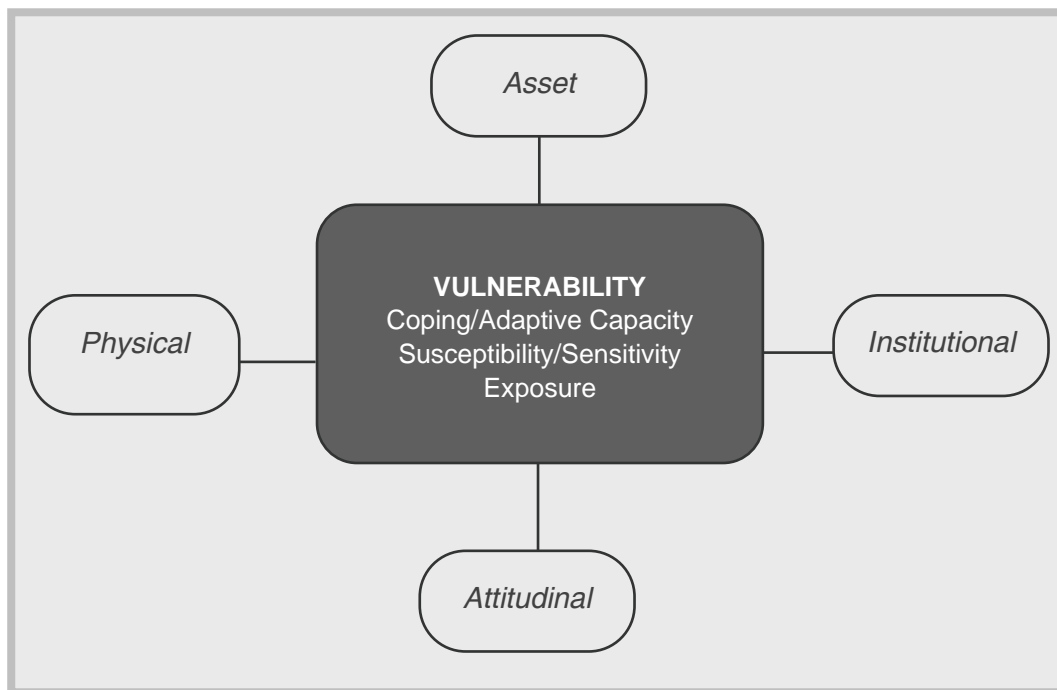 Asset
VULNERABILITY
Coping/Adaptive Capacity
Susceptibility/Sensitivity
Exposure
Physical
Institutional
Attitudinal